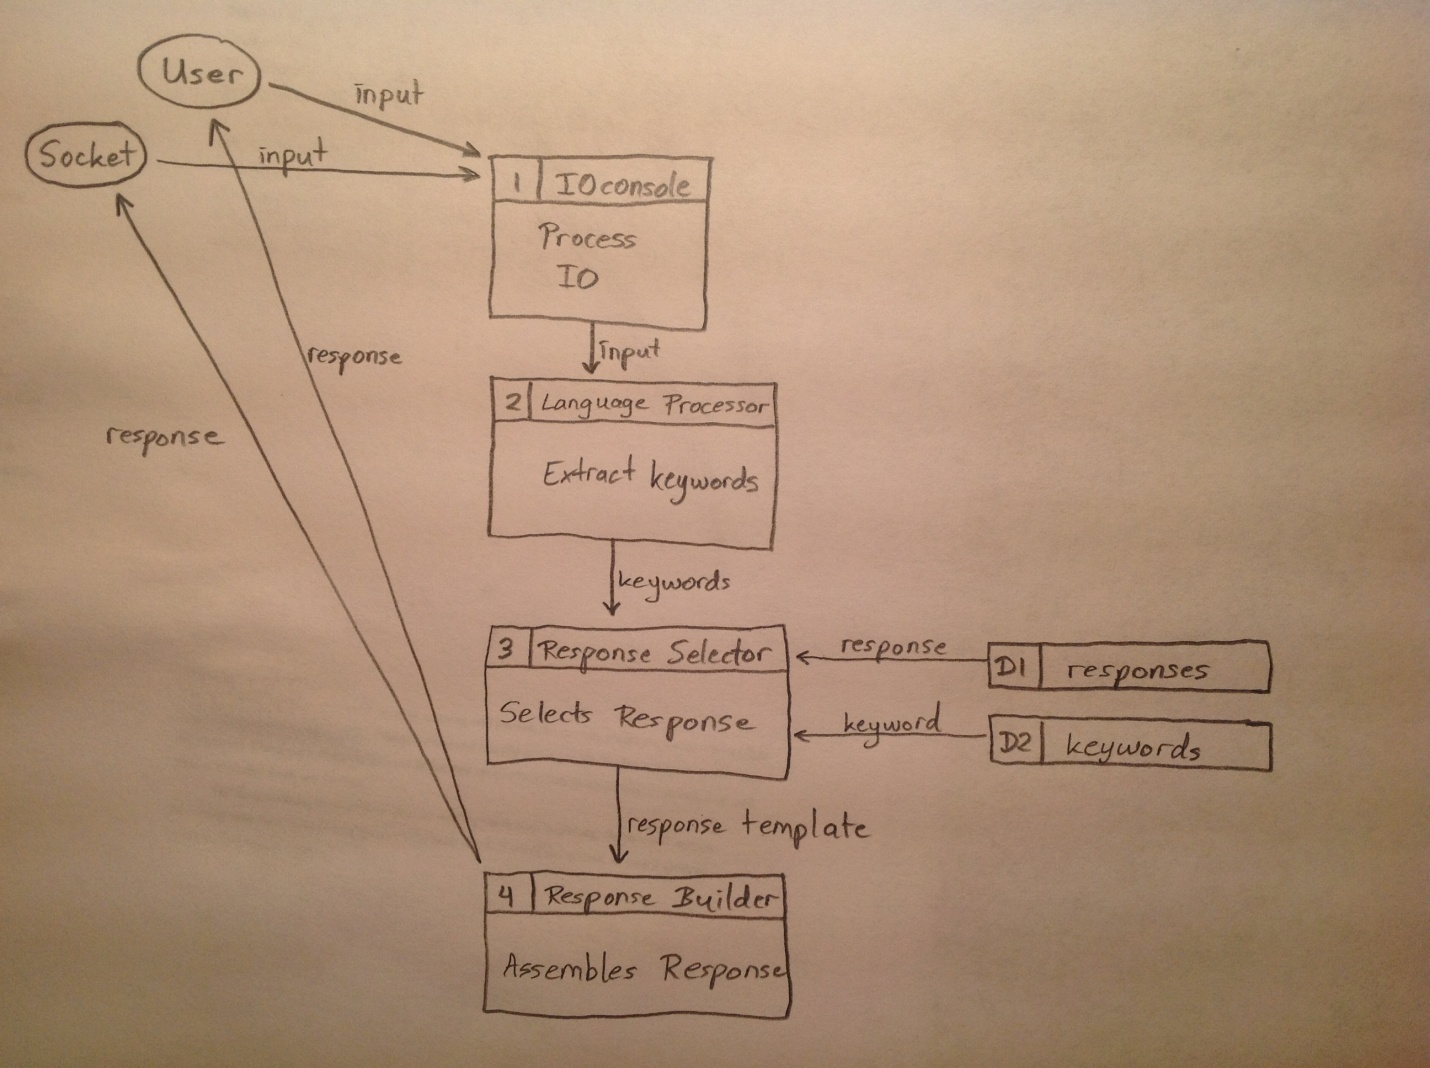 User
input
Socket
input
1 IOconsole
Process
IO
input
response
response
2 Language Processor
Extract keywords
keywords
3 Response Selector
Selects Response
response
D1 responses
keyword
D2 keywords
response template
4 Response Builder
Assembles Response